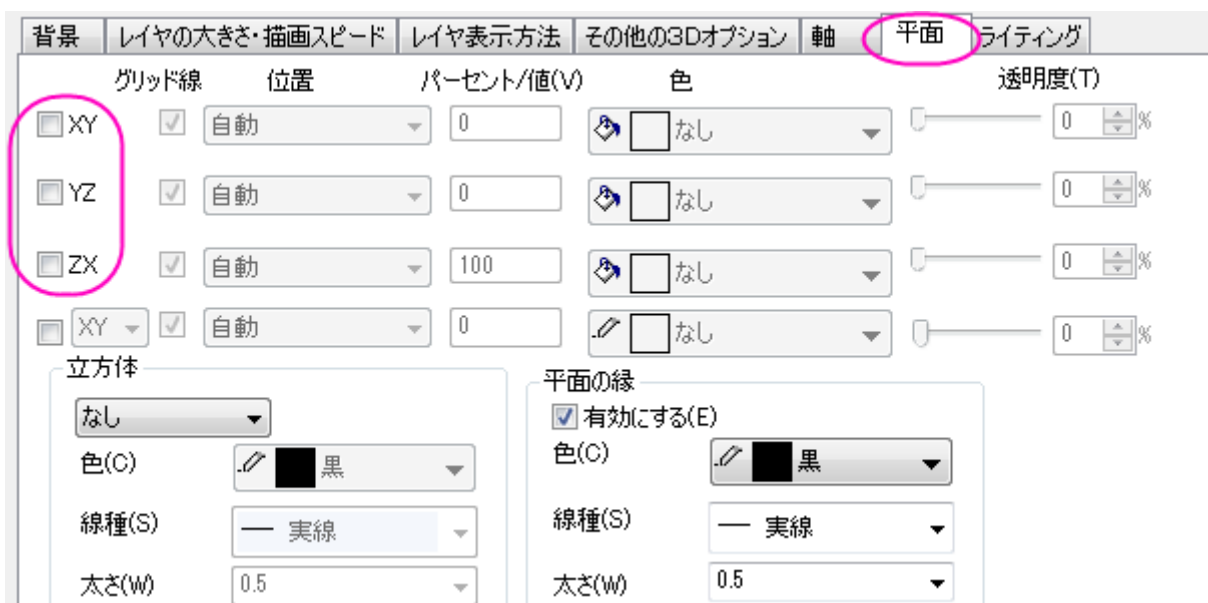 背景 レイヤの大きさ・描画スピード レイヤ表示方法 その他の3Dオプション 軸 平面 ライティング
グリッド線 位置 パーセント/値(V) 色 透明度(T)
XY 自動 0 なし 0 %
YZ 自動 0 なし 0 %
ZX 自動 100 なし 0 %
XY 自動 0 なし 0 %
立方体
なし
色(C) 黒
線種(S) 実線
太さ(W) 0.5
平面の縁
有効にする(E)
色(C) 黒
線種(S) 実線
太さ(W) 0.5